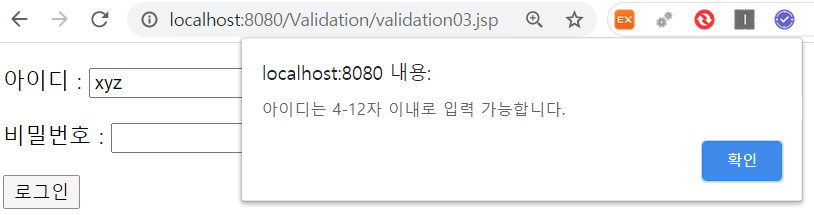 localhost:8080/Validation/validation03.jsp
EX
아이디 : xyz
localhost:8080 내용:
아이디는 4-12자 이내로 입력 가능합니다.
비밀번호 :
확인
로그인